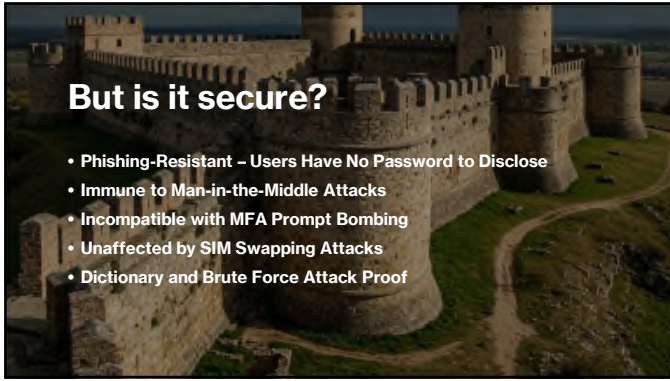 But is it secure?
• Phishing-Resistant – Users Have No Password to Disclose
• Immune to Man-in-the-Middle Attacks
• Incompatible with MFA Prompt Bombing
• Unaffected by SIM Swapping Attacks
• Dictionary and Brute Force Attack Proof